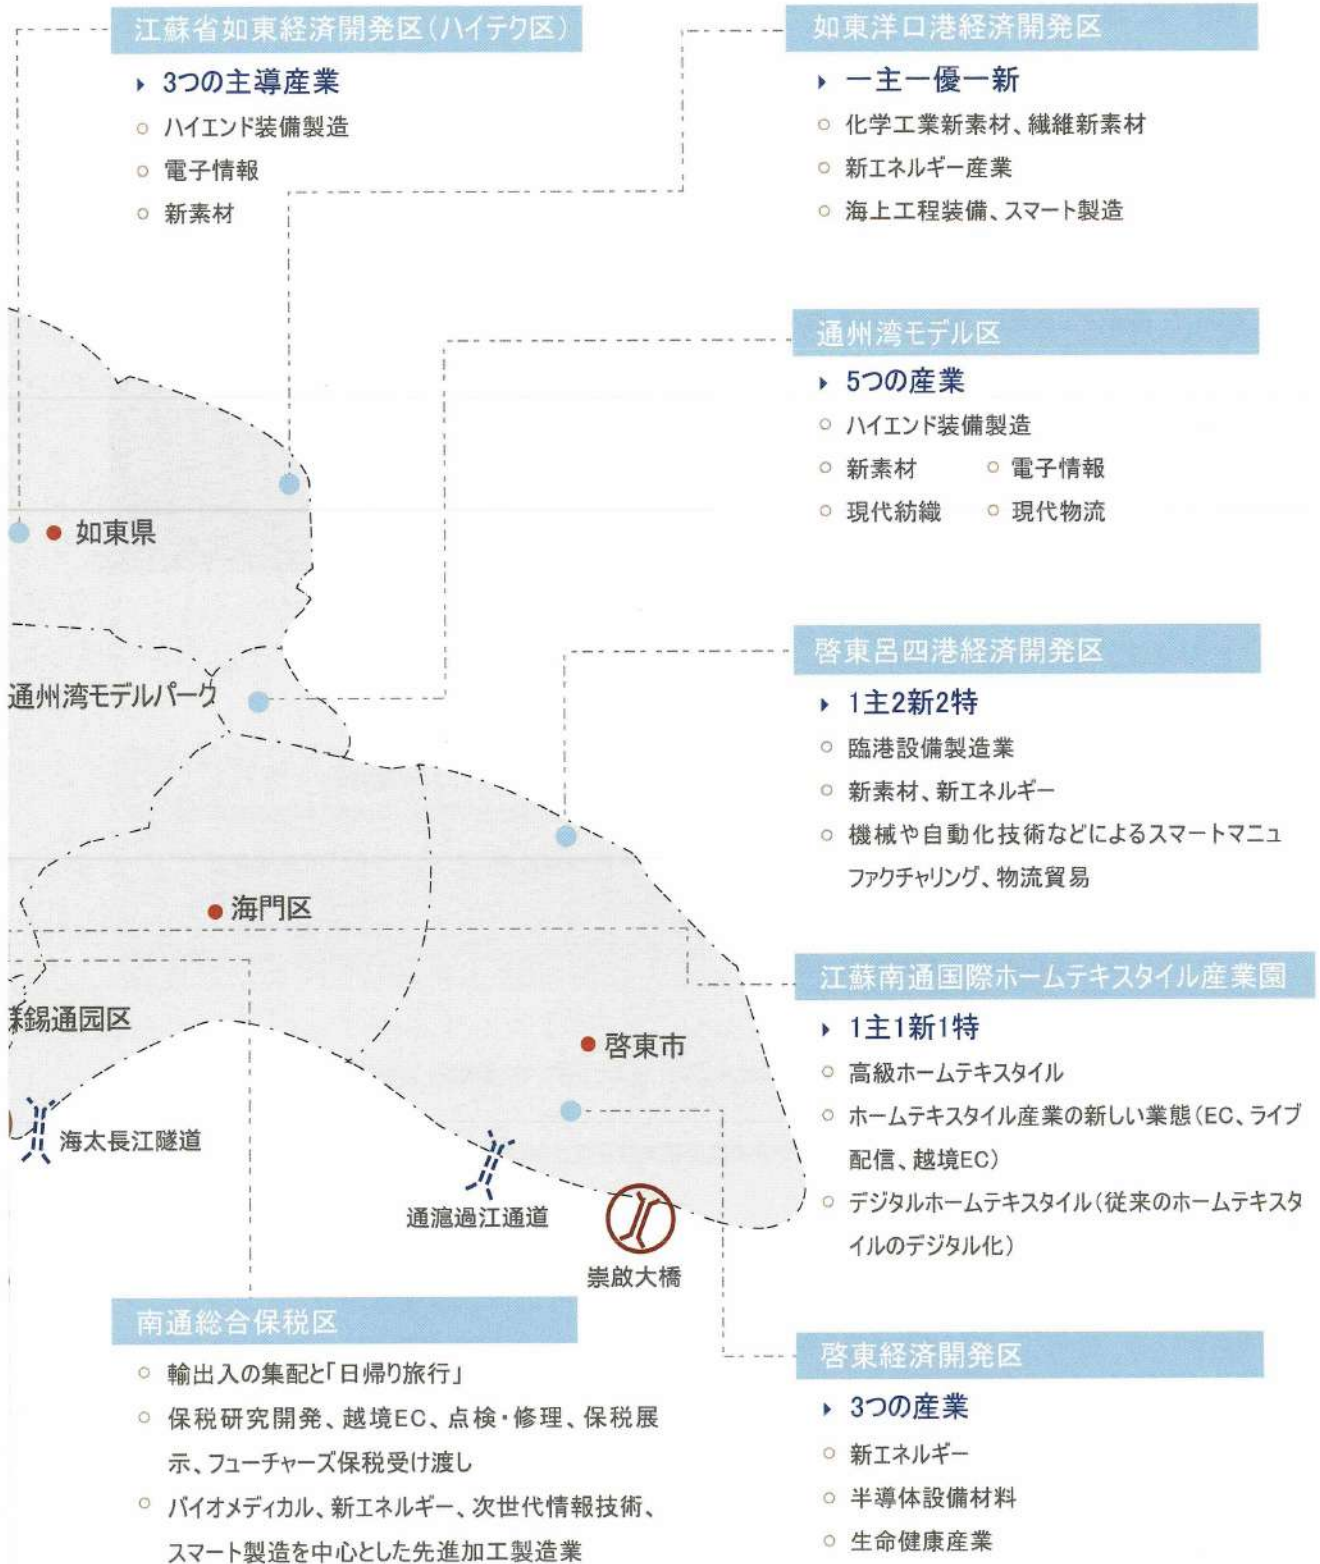 江蘇省如東経済開発区(ハイテク区)
3つの主導産業
ハイエンド装備製造
電子情報
新素材
如東洋口港経済開発区
一主一優一新
化学工業新素材、繊維新素材
新エネルギー産業
海上工程装備、スマート製造
通州湾モデル区
5つの産業
ハイエンド装備製造
新素材 電子情報
現代紡織 現代物流
如東県
通州湾モデルパーク
啓東呂四港経済開発区
1主2新2特
臨港設備製造業
新素材、新エネルギー
機械や自動化技術などによるスマートマニュ
ファクチャリング、物流貿易
海門区
錫通园区
啓東市
海太長江隧道
通滬過江通道
崇啟大橋
江蘇南通国際ホームテキスタイル産業園
1主1新1特
高級ホームテキスタイル
ホームテキスタイル産業の新しい業態(EC、ライブ
配信、越境EC)
デジタルホームテキスタイル(従来のホームテキスタ
イルのデジタル化)
南通総合保税区
輸出入の集配と「日帰り旅行」
保税研究開発、越境EC、点検・修理、保税展
示、フューチャーズ保税受け渡し
バイオメディカル、新エネルギー、次世代情報技術、
スマート製造を中心とした先進加工製造業
啓東経済開発区
3つの産業
新エネルギー
半導体設備材料
生命健康産業